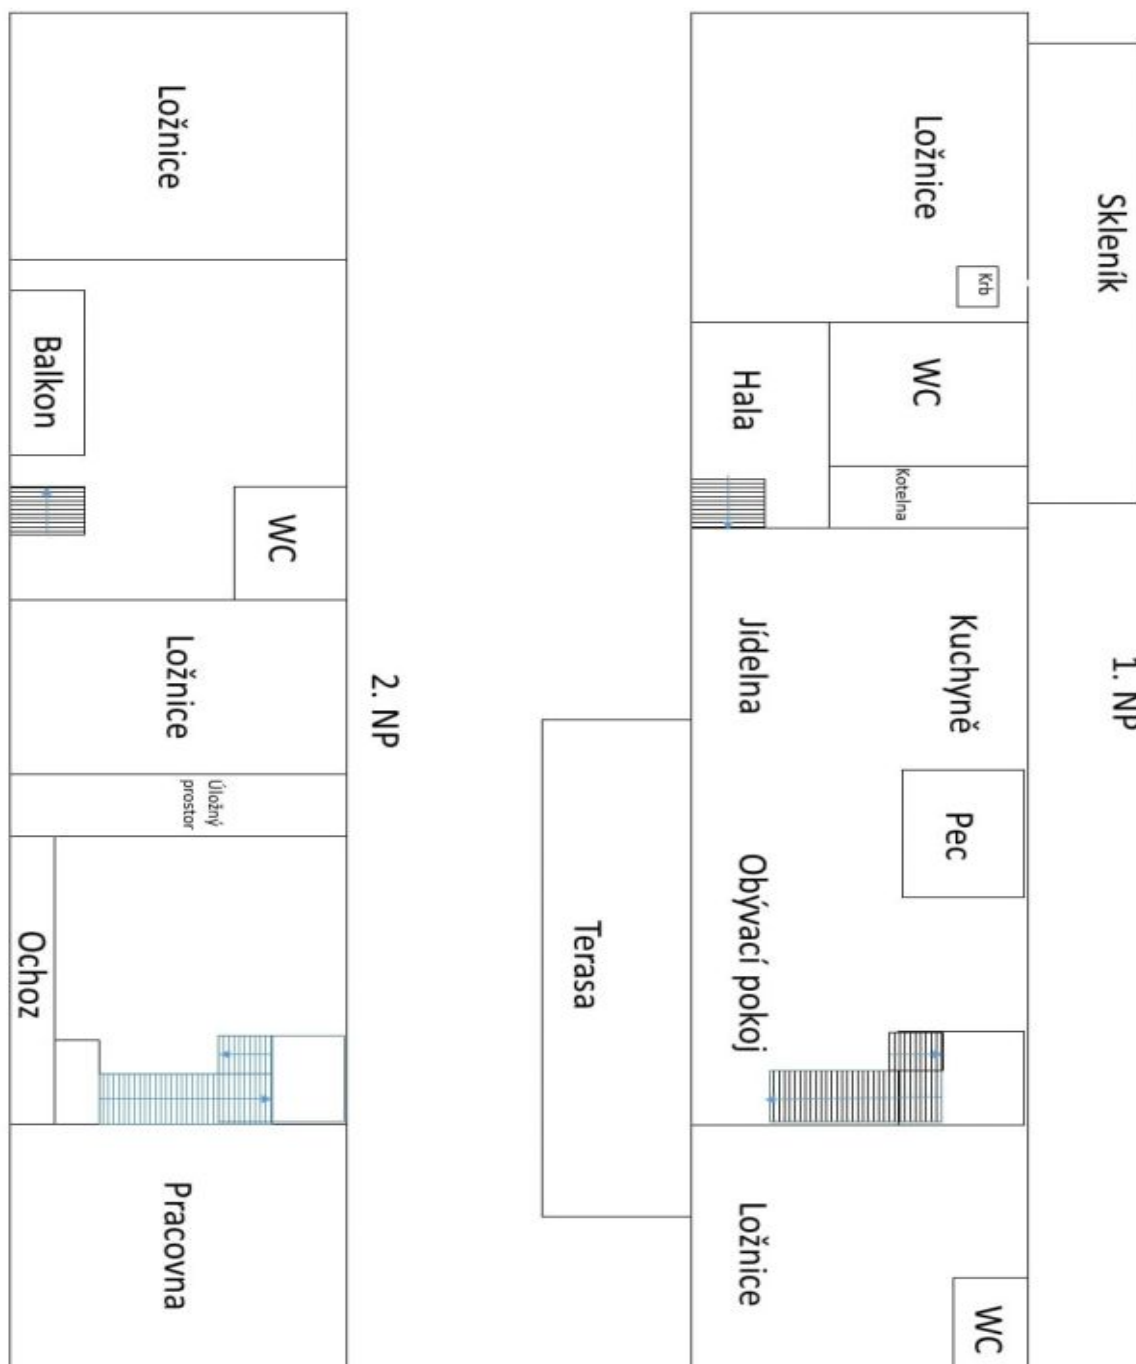 1. NP
Skleník
Ložnice
Krb
WC
Kotelna
Kuchyně
Pec
WC
Hala
Jídelna
Obývací pokoj
Ložnice
Terasa
2. NP
Ložnice
WC
Ložnice
Úložný
prostor
Pracovna
Balkon
Ochoz